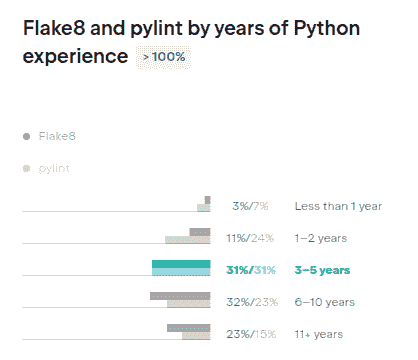 Flake8 and pylint by years of Python
experience > 100%
Flake8
pylint
3%/7% Less than 1 year
11%/24% 1–2 years
31%/31% 3–5 years
32%/23% 6–10 years
23%/15% 11+ years